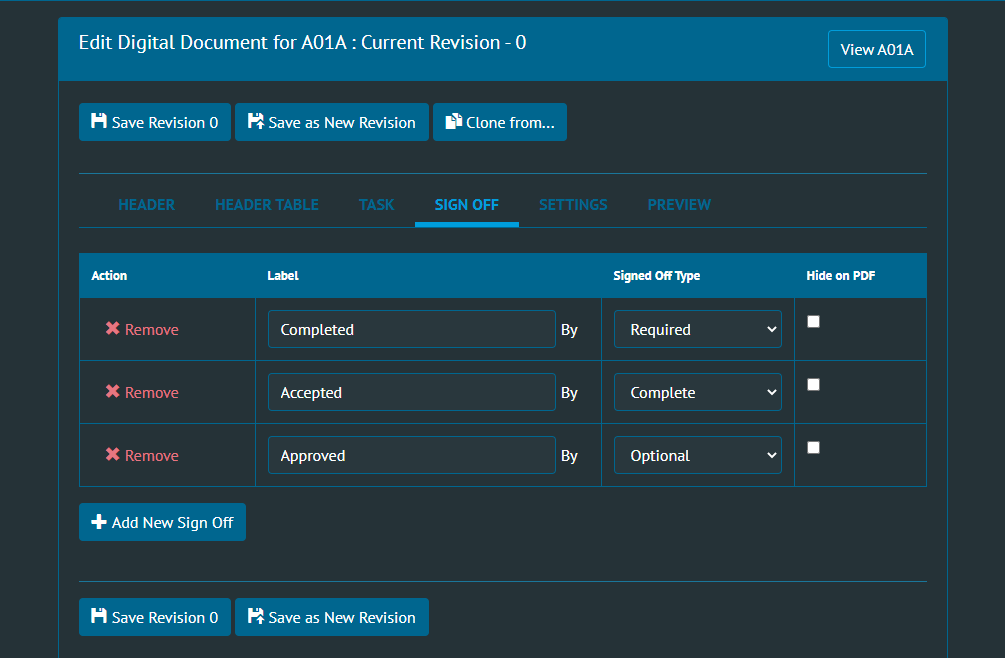 Edit Digital Document for A01A : Current Revision - 0
View A01A
Save Revision 0 Save as New Revision Clone from...
HEADER HEADER TABLE TASK SIGN OFF SETTINGS PREVIEW
Action Label Signed Off Type Hide on PDF
Remove Completed By Required
Remove Accepted By Complete
Remove Approved By Optional
Add New Sign Off
Save Revision 0 Save as New Revision